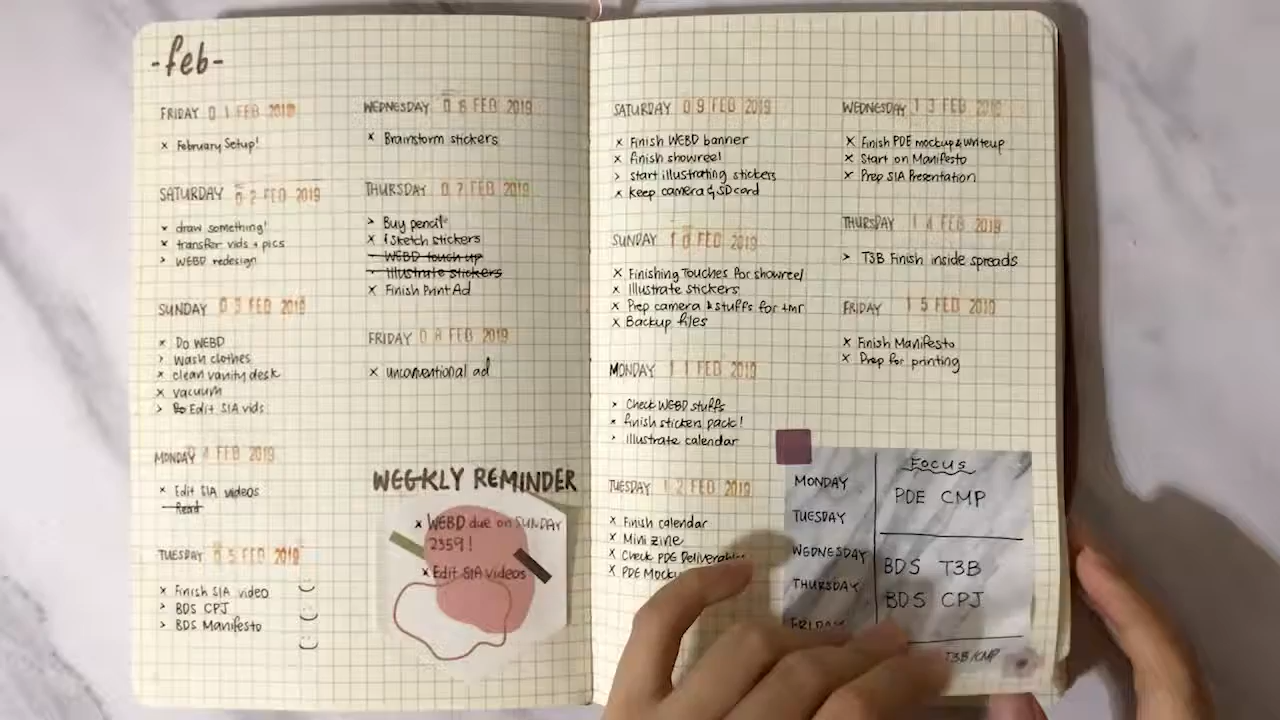 -feb-
FRIDAY 01 FEB 2019
x February Setup!
SATURDAY 02 FEB 2019
x draw something!
x transfer vids + pics
> WEBD redesign
SUNDAY 03 FEB 2019
x Do WEBD
> wash clothes
x clean vanity desk
x vacuum
> Edit SIA vids
MONDAY 4 FEB 2019
x Edit SIA videos
Read
TUESDAY 05 FEB 2019
x Finish SIA video
> BDS CPJ
> BDS Manifesto
WEDNESDAY 06 FEB 2019
x Brainstorm stickers
THURSDAY 07 FEB 2019
> Buy pencil
x Sketch stickers
WEBD touch up
Illustrate stickers
x Finish Print Ad
FRIDAY 08 FEB 2019
x unconventional ad
WEEKLY REMINDER
x WEBD due on SUNDAY
2359!
x Edit SIA videos
SATURDAY 09 FEB 2019
x Finish WEBD banner
x finish showreel
> start illustrating stickers
x keep camera & SD card
SUNDAY 10 FEB 2019
x Finishing Touches for showreel
x Illustrate stickers
x Prep camera & stuffs for tmr
x Backup files
MONDAY 11 FEB 2019
> Check WEBD stuffs
x finish stickers pack!
> illustrate calendar
TUESDAY 12 FEB 2019
x Finish calendar
x Mini zine
x Check PDE Deliverables
x PDE Mocku
WEDNESDAY 13 FEB 2019
x Finish PDE mockup & writeup
x Start on Manifesto
x Prep SIA Presentation
THURSDAY 14 FEB 2019
> T3B Finish inside spreads
FRIDAY 15 FEB 2019
x Finish Manifesto
x Prep for printing
FOCUS
MONDAY
PDE CMP
TUESDAY
WEDNESDAY
BDS T3B
THURSDAY
BDS CPJ
FRIDAY
T3B/CMP